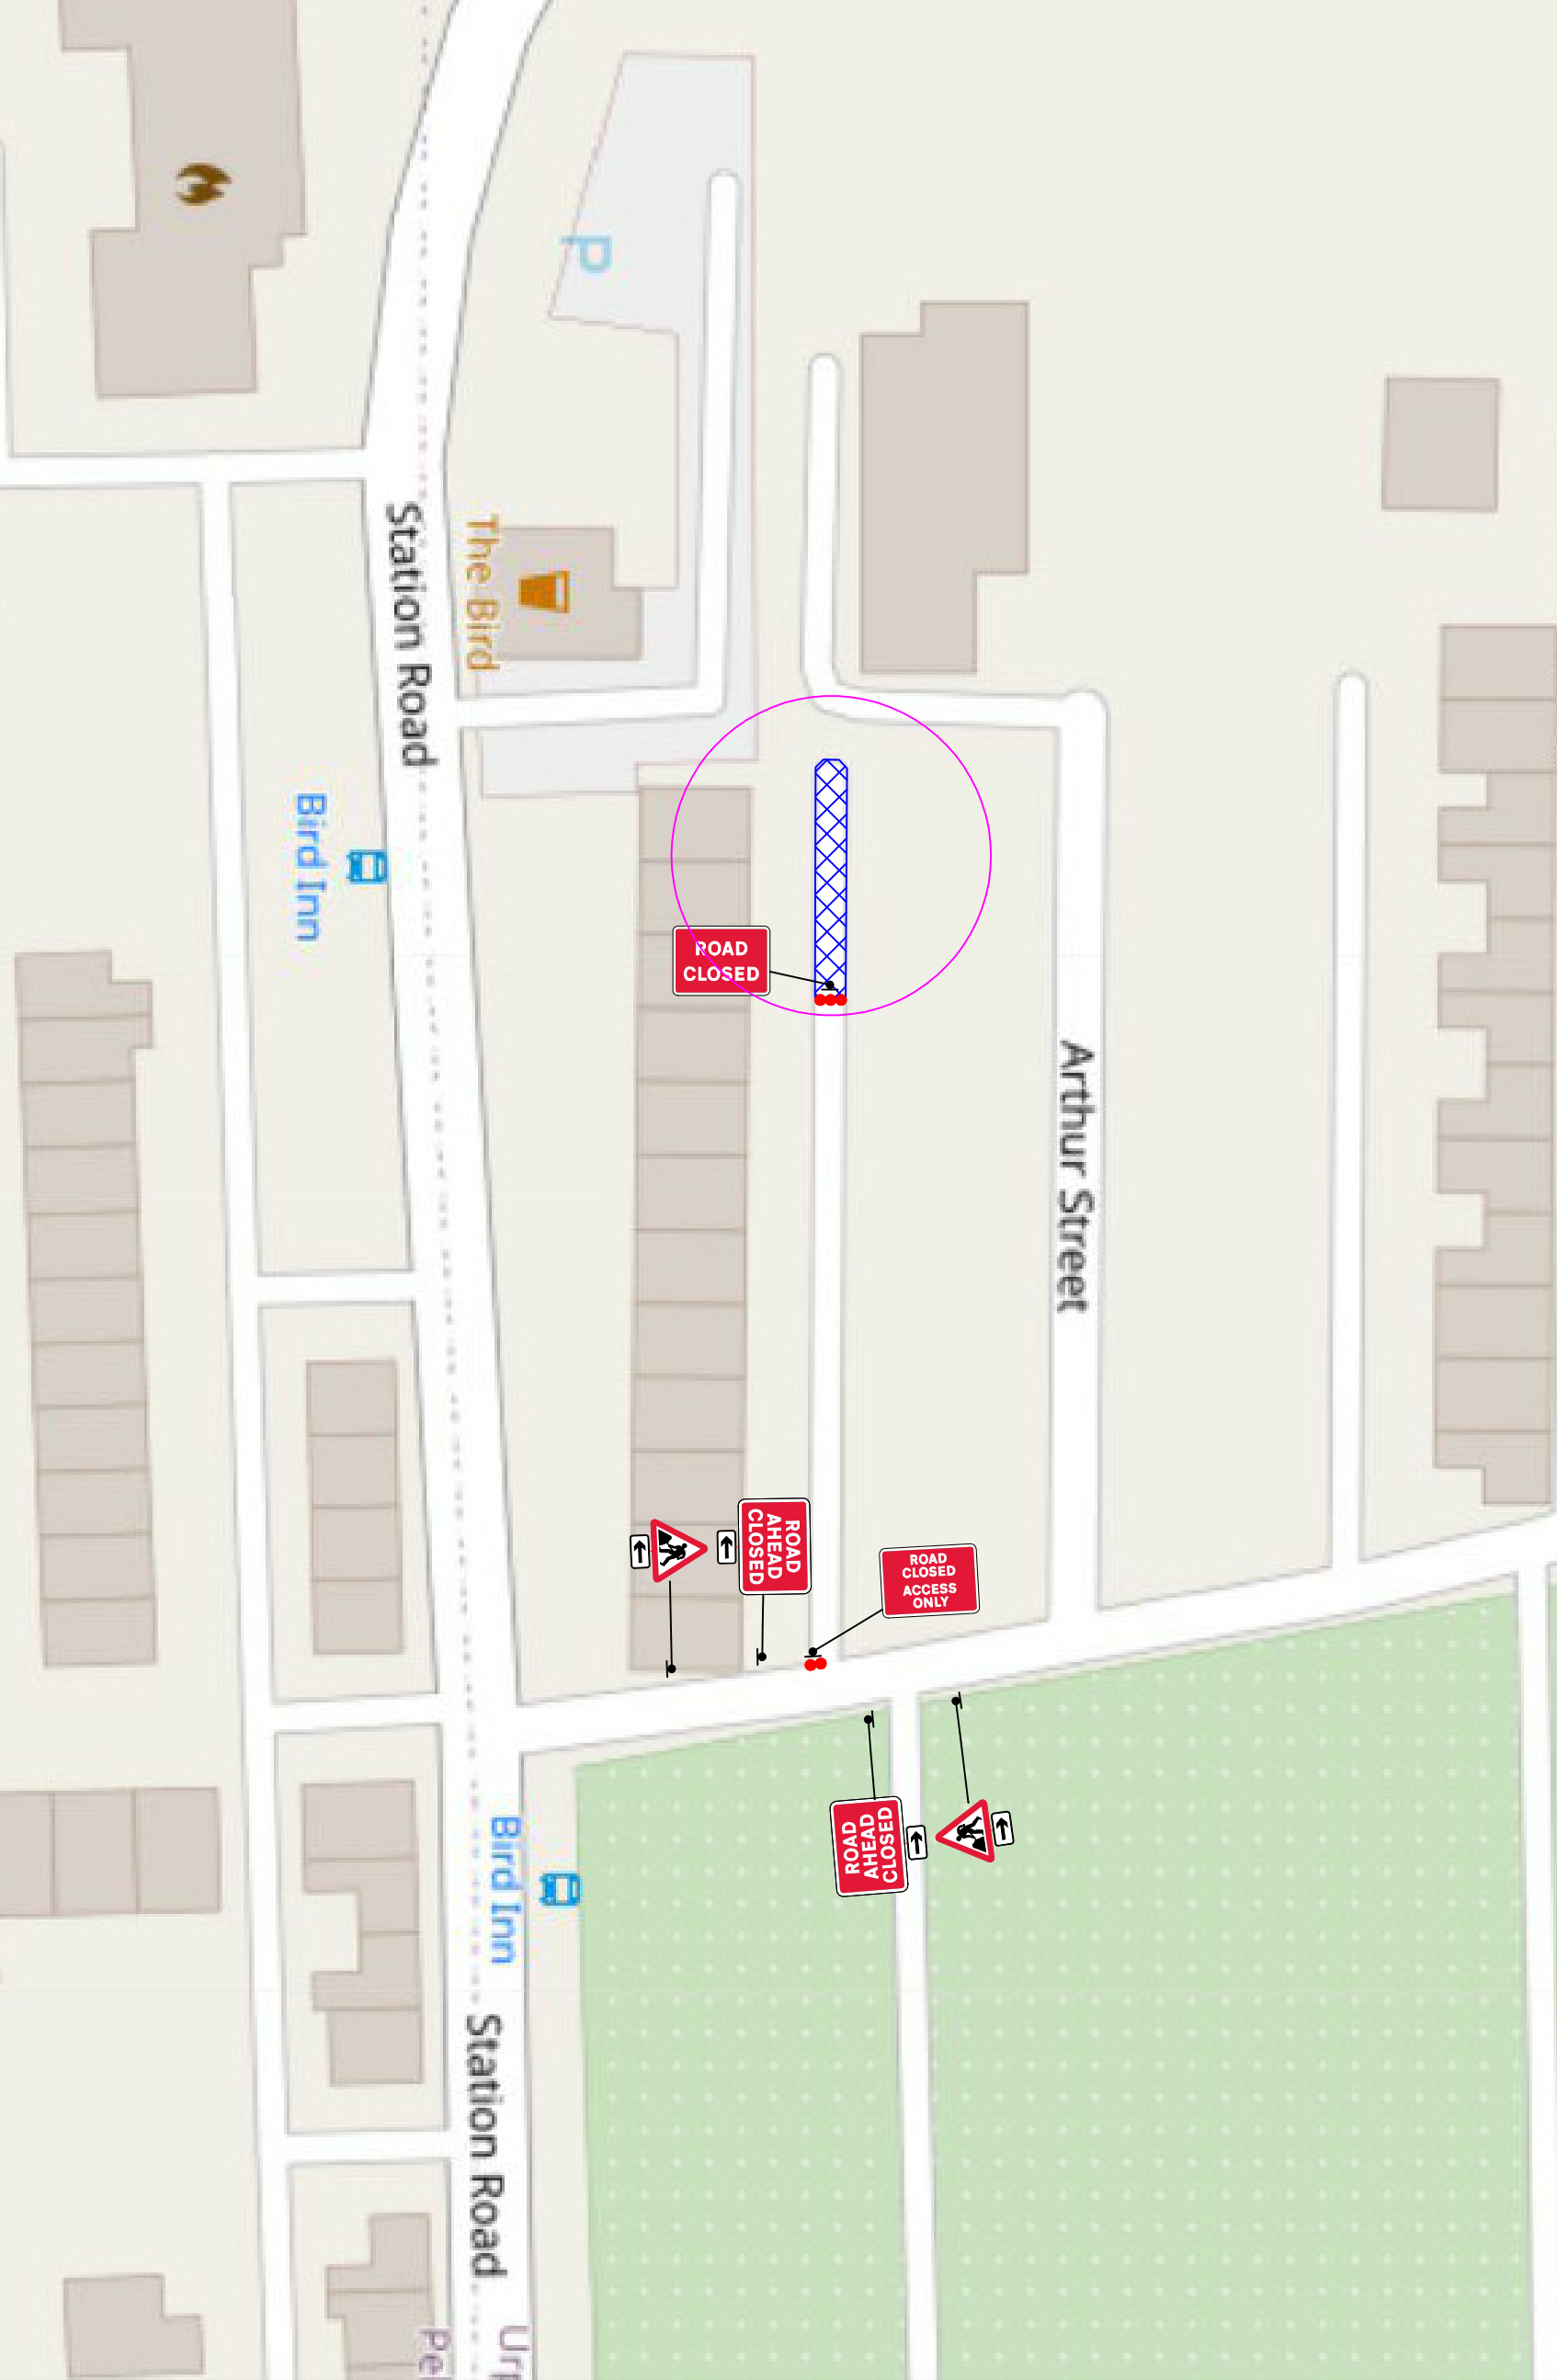 P
Station Road
The Bird
Bird Inn
ROAD
CLOSED
Arthur Street
ROAD
AHEAD
CLOSED
ROAD
CLOSED
ACCESS
ONLY
ROAD
AHEAD
CLOSED
Bird Inn
Station Road